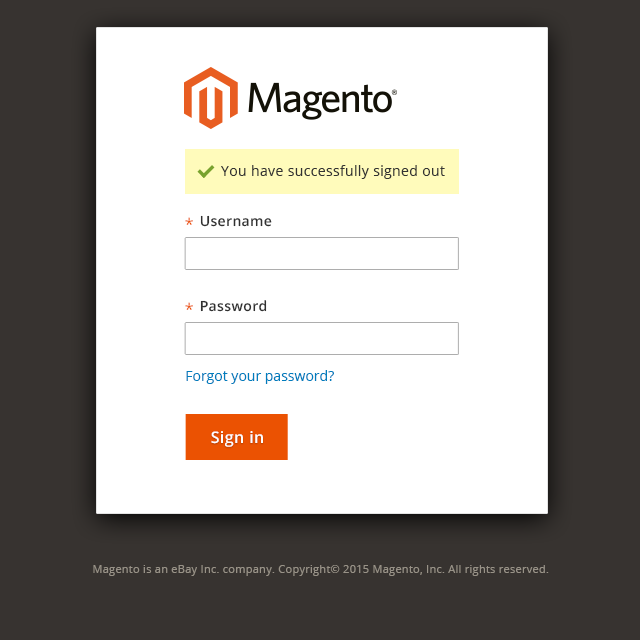 Magento®
You have successfully signed out
* Username
* Password
Forgot your password?
Sign in
Magento is an eBay Inc. company. Copyright© 2015 Magento, Inc. All rights reserved.